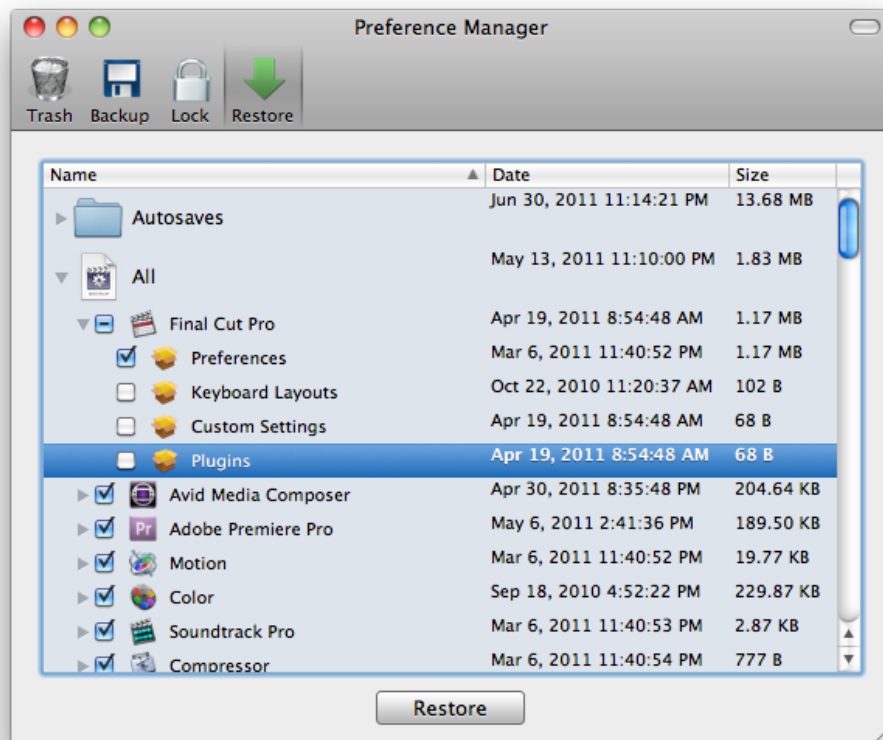 Preference Manager
Trash Backup Lock Restore
Name Date Size
Autosaves Jun 30, 2011 11:14:21 PM 13.68 MB
All May 13, 2011 11:10:00 PM 1.83 MB
Final Cut Pro Apr 19, 2011 8:54:48 AM 1.17 MB
Preferences Mar 6, 2011 11:40:52 PM 1.17 MB
Keyboard Layouts Oct 22, 2010 11:20:37 AM 102 B
Custom Settings Apr 19, 2011 8:54:48 AM 68 B
Plugins Apr 19, 2011 8:54:48 AM 68 B
Avid Media Composer Apr 30, 2011 8:35:48 PM 204.64 KB
Pr Adobe Premiere Pro May 6, 2011 2:41:36 PM 189.50 KB
Motion Mar 6, 2011 11:40:52 PM 19.77 KB
Color Sep 18, 2010 4:52:22 PM 229.87 KB
Soundtrack Pro Mar 6, 2011 11:40:53 PM 2.87 KB
Compressor Mar 6, 2011 11:40:54 PM 777 B
Restore